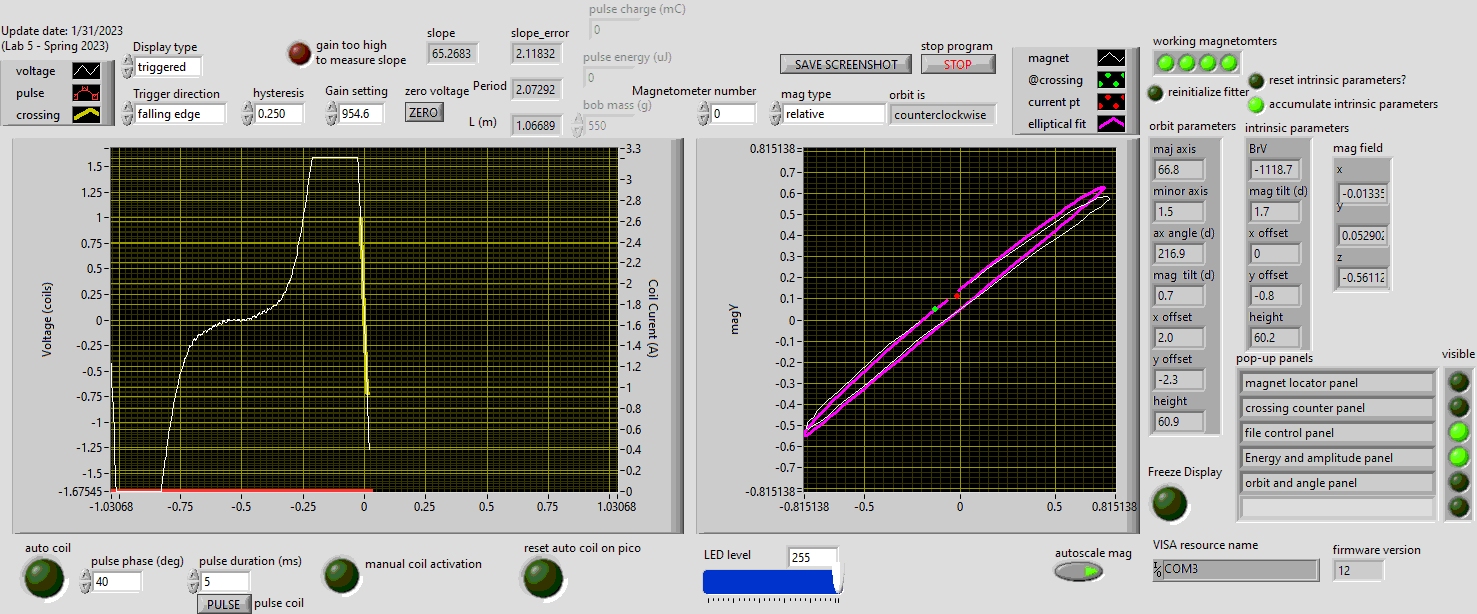 Update date: 1/31/2023
(Lab 5 - Spring 2023)
voltage
pulse
crossing
Display type
triggered
Trigger direction
falling edge
gain too high
to measure slope
hysteresis
0.250
Gain setting
954.6
slope
65.2683
zero voltage
ZERO
slope_error
2.11832
Period
2.07292
L (m)
1.06689
pulse charge (mC)
0
pulse energy (uJ)
0
bob mass (g)
550
Magnetometer number
0
SAVE SCREENSHOT
stop program
STOP
mag type
relative
orbit is
counterclockwise
magnet
@crossing
current pt
elliptical fit
working magnetomters
reinitialize fitter
reset intrinsic parameters?
accumulate intrinsic parameters
orbit parameters
maj axis
66.8
minor axis
1.5
ax angle (d)
216.9
mag tilt (d)
0.7
x offset
2.0
y offset
-2.3
height
60.9
intrinsic parameters
BrV
-1118.7
mag tilt (d)
1.7
x offset
0
y offset
-0.8
height
60.2
mag field
x
-0.01335
y
0.052902
z
-0.56112
Voltage (coils)
1.5
1.25
1
0.75
0.5
0.25
0
-0.25
-0.5
-0.75
-1
-1.25
-1.5
-1.67545
-1.03068
-0.75
-0.5
-0.25
0
0.25
0.5
0.75
1.03068
3.3
3
2.8
2.6
2.4
2.2
2
1.8
1.6
1.4
1.2
1
0.8
0.6
0.4
0.2
0
Coil Curent (A)
magy
0.815138
0.7
0.6
0.5
0.4
0.3
0.2
0.1
0
-0.1
-0.2
-0.3
-0.4
-0.5
-0.6
-0.7
-0.815138
-0.815138
-0.5
0
0.5
0.815138
pop-up panels
visible
magnet locator panel
crossing counter panel
file control panel
Energy and amplitude panel
orbit and angle panel
Freeze Display
auto coil
pulse phase (deg)
40
pulse duration (ms)
5
PULSE
pulse coil
manual coil activation
reset auto coil on pico
LED level
255
autoscale mag
VISA resource name
I/0
COM3
firmware version
12